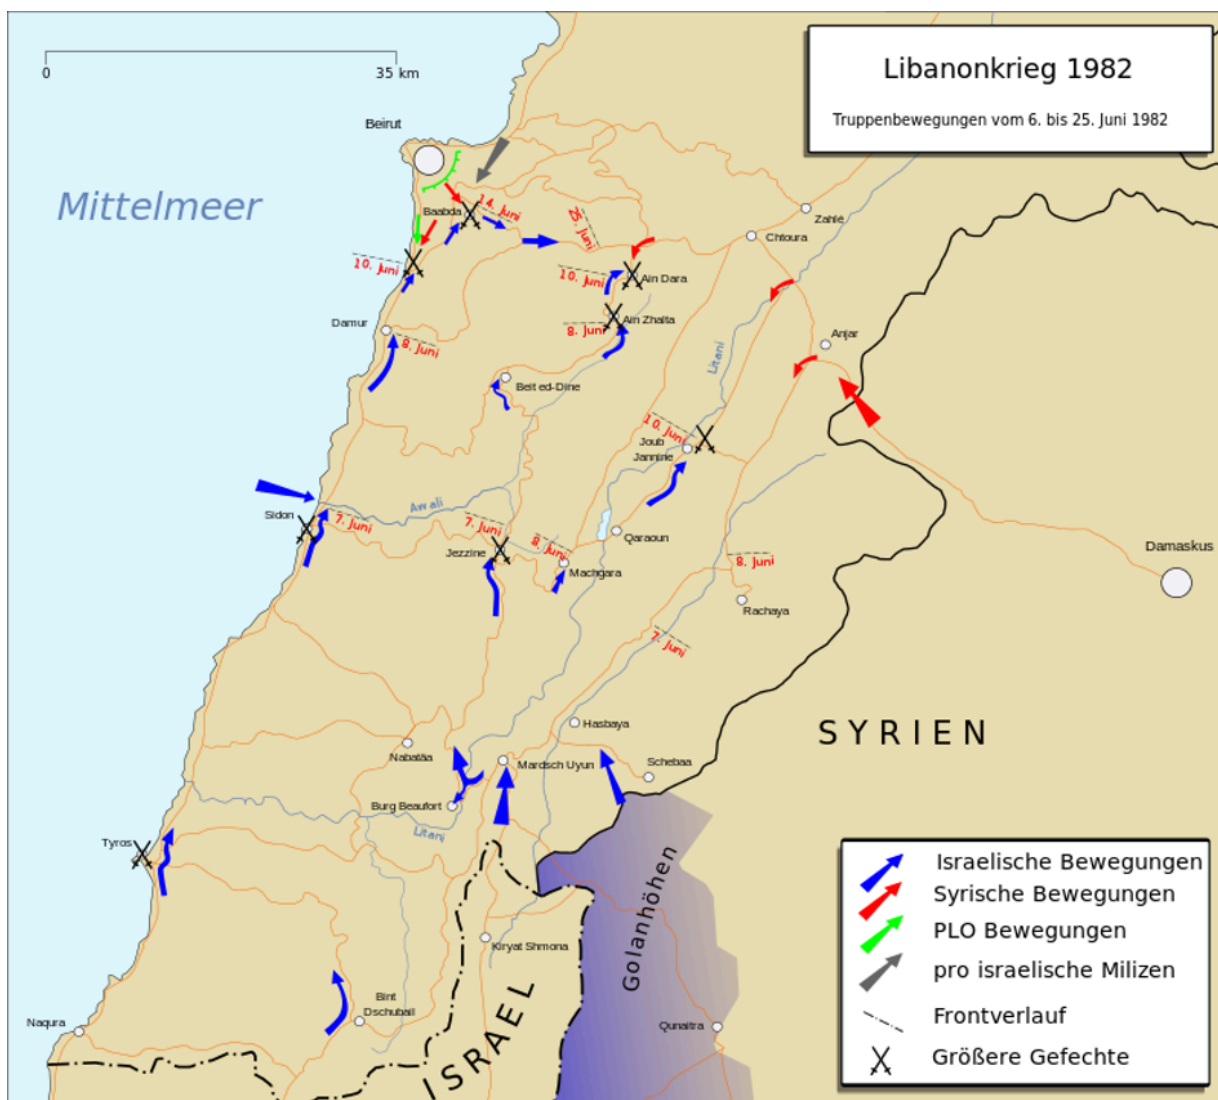 Libanonkrieg 1982
Truppenbewegungen vom 6. bis 25. Juni 1982
0
35 km
Beirut
Mittelmeer
Baabda
14. Juni
25. Juni
Zahlé
Chtoura
10. Juni
10. Juni
Ain Dara
Damur
8. Juni
8. Juni
Ain Zhalta
Anjar
Litani
Beit ed-Dine
10. Juni
Joub
Jannine
Sidon
7. Juni
Awali
7. Juni
Jezzine
8. Juni
Machgara
Qaraoun
8. Juni
Rachaya
Damaskus
7. Juni
Hasbaya
SYRIEN
Nabatäa
Mardsch Uyun
Schebaa
Burg Beaufort
Litani
Tyros
Golanhöhen
Kiryat Shmona
Bint
Dschubail
Naqura
ISRAEL
Qunaitra
Israelische Bewegungen
Syrische Bewegungen
PLO Bewegungen
pro israelische Milizen
Frontverlauf
Größere Gefechte